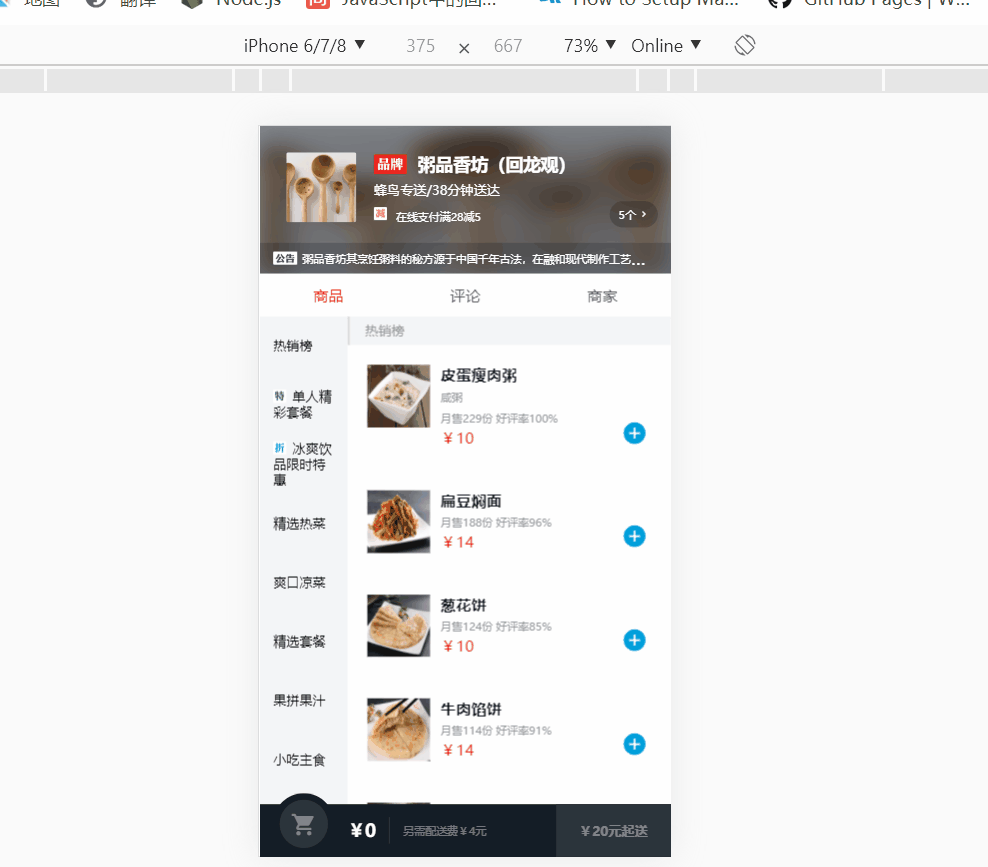 地图 翻译 Node.js JavaScript中的回... How to Setup Ma... GitHub Pages | W...
iPhone 6/7/8 ▼ 375 × 667 73% ▼ Online ▼
品牌 粥品香坊（回龙观）
蜂鸟专送/38分钟送达
减 在线支付满28减5
5个 >
公告 粥品香坊其烹饪粥料的秘方源于中国千年古法，在融和现代制作工艺...
商品 评论 商家
热销榜
特 单人精
彩套餐
折 冰爽饮
品限时特
惠
精选热菜
爽口凉菜
精选套餐
果拼果汁
小吃主食
热销榜
皮蛋瘦肉粥
咸粥
月售229份 好评率100%
￥10
扁豆焖面
月售188份 好评率96%
￥14
葱花饼
月售124份 好评率85%
￥10
牛肉馅饼
月售114份 好评率91%
￥14
￥0 另需配送费￥4元 ￥20元起送